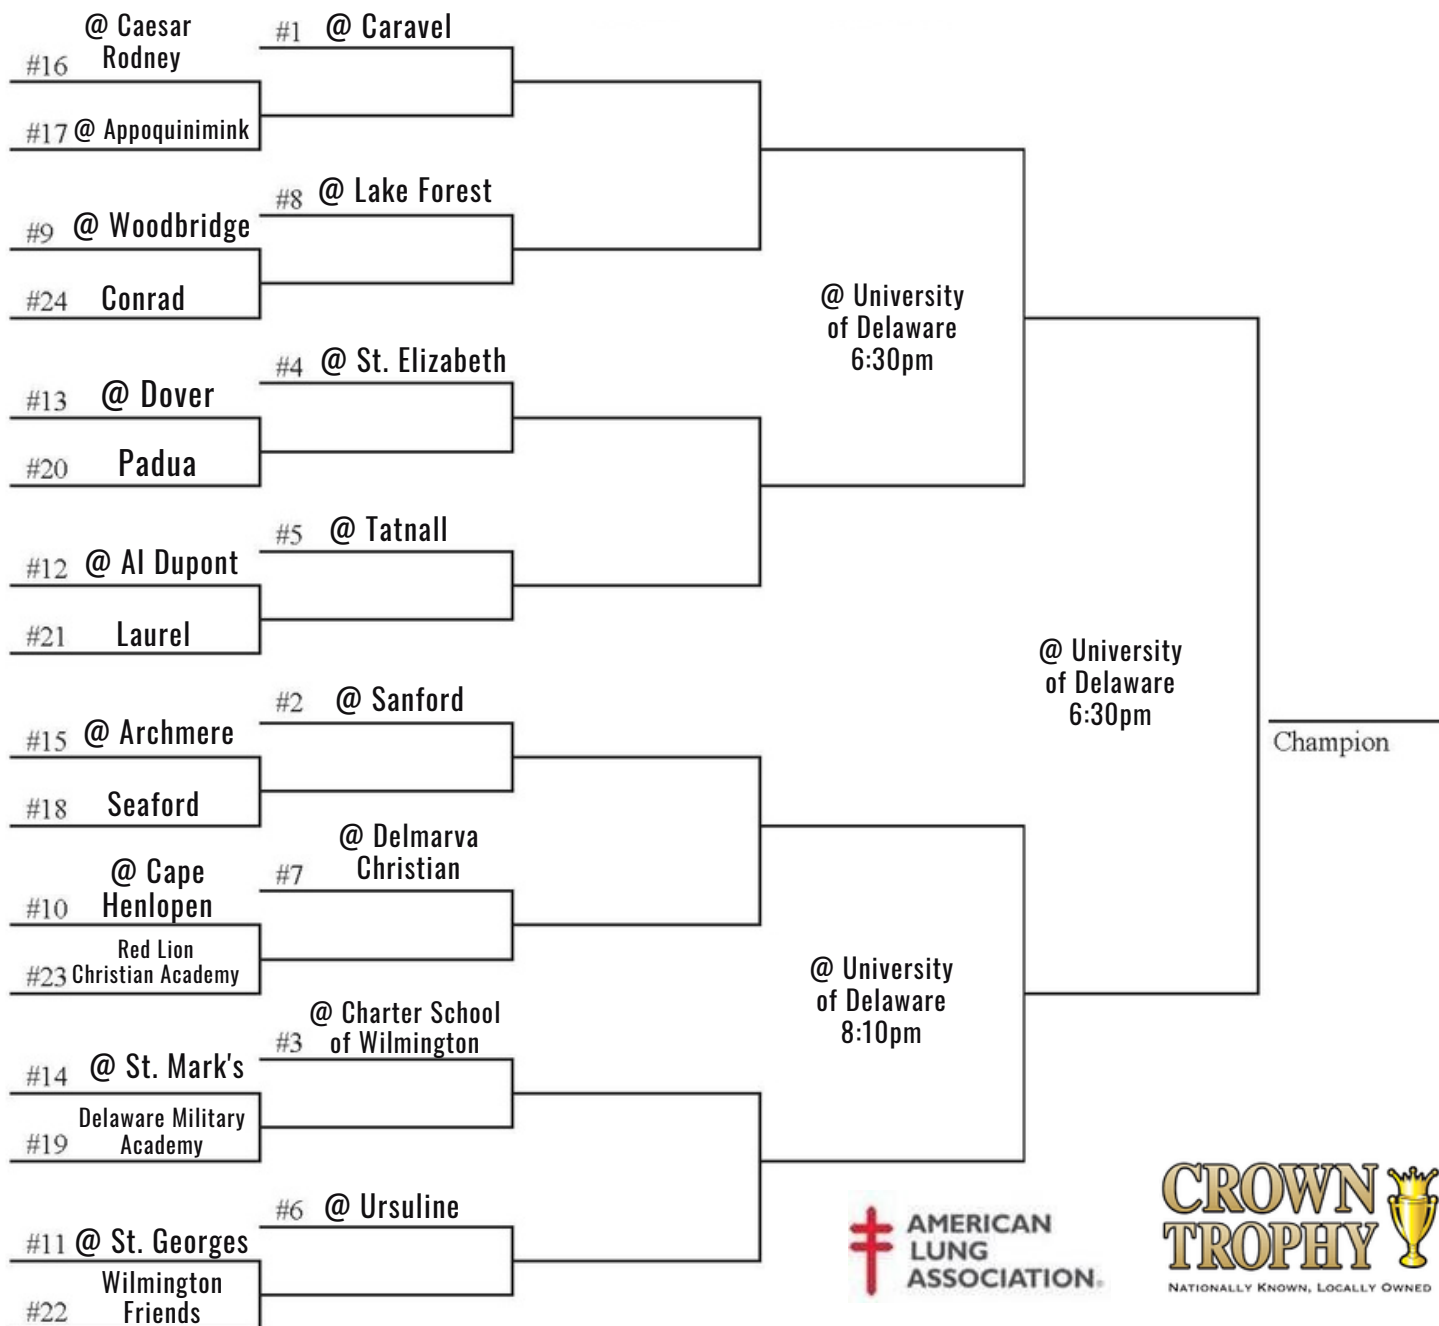 @ Caesar
Rodney
#16
#1 @ Caravel
#17 @ Appoquinimink
#8 @ Lake Forest
#9 @ Woodbridge
#24 Conrad
@ University
of Delaware
6:30pm
#4 @ St. Elizabeth
#13 @ Dover
#20 Padua
#5 @ Tatnall
#12 @ AI Dupont
#21 Laurel
@ University
of Delaware
6:30pm
#2 @ Sanford
#15 @ Archmere
Champion
#18 Seaford
@ Delmarva
Christian
#7
@ Cape
Henlopen
#10
Red Lion
Christian Academy
#23
@ University
of Delaware
8:10pm
@ Charter School
of Wilmington
#3
#14 @ St. Mark's
Delaware Military
Academy
#19
#6 @ Ursuline
#11 @ St. Georges
Wilmington
Friends
#22
AMERICAN
LUNG
ASSOCIATION®
CROWN
TROPHY
NATIONALLY KNOWN, LOCALLY OWNED